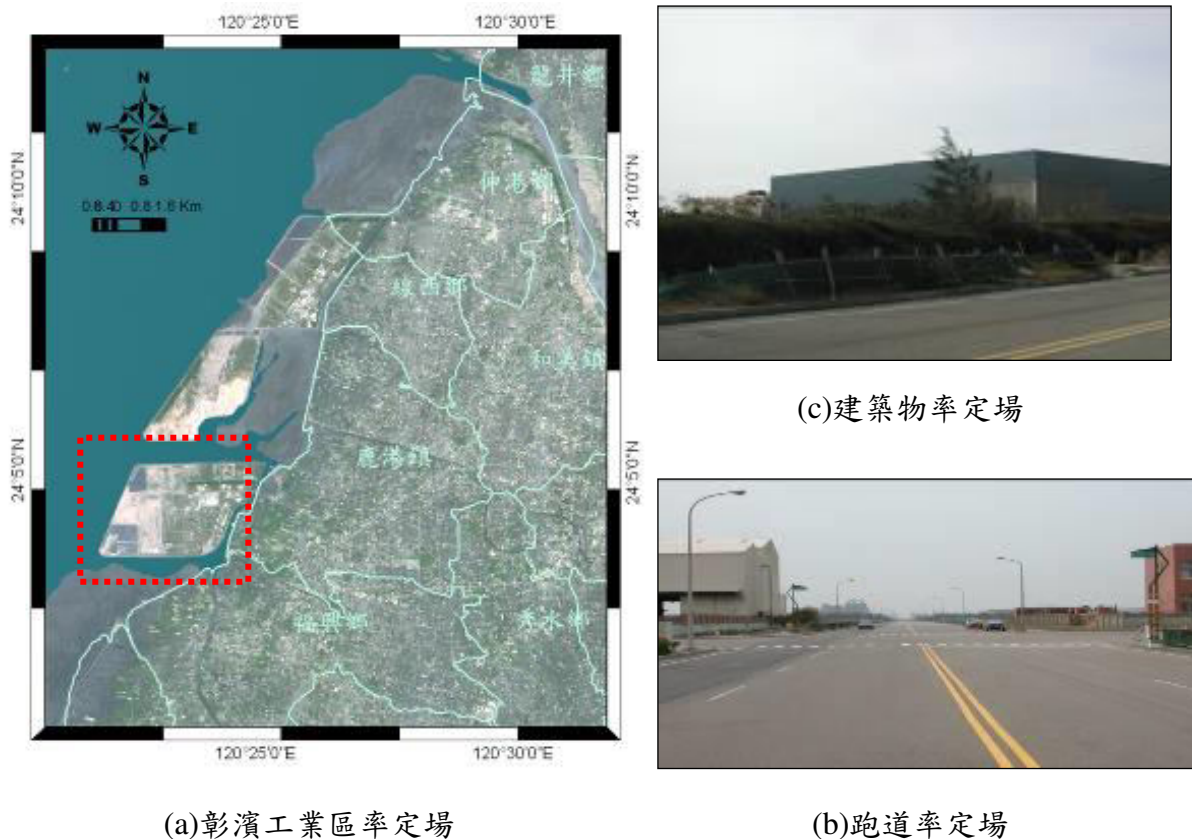 120°25'0"E
120°30'0"E
N
W
E
S
0.8.40 0.8 1.6 Km
24°10'0"N
24°10'0"N
24°5'0"N
24°5'0"N
龍井鄉
伸港鄉
線西鄉
和美鎮
鹿港鎮
福興鄉
秀水鄉
120°25'0"E
120°30'0"E
(a)彰濱工業區率定場
(c)建築物率定場
(b)跑道率定場